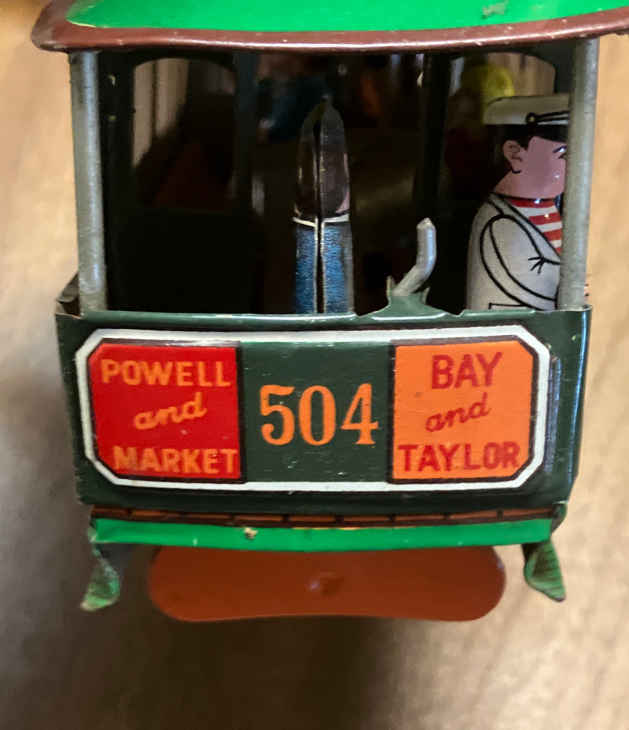 POWELL
and
MARKET
504
BAY
and
TAYLOR